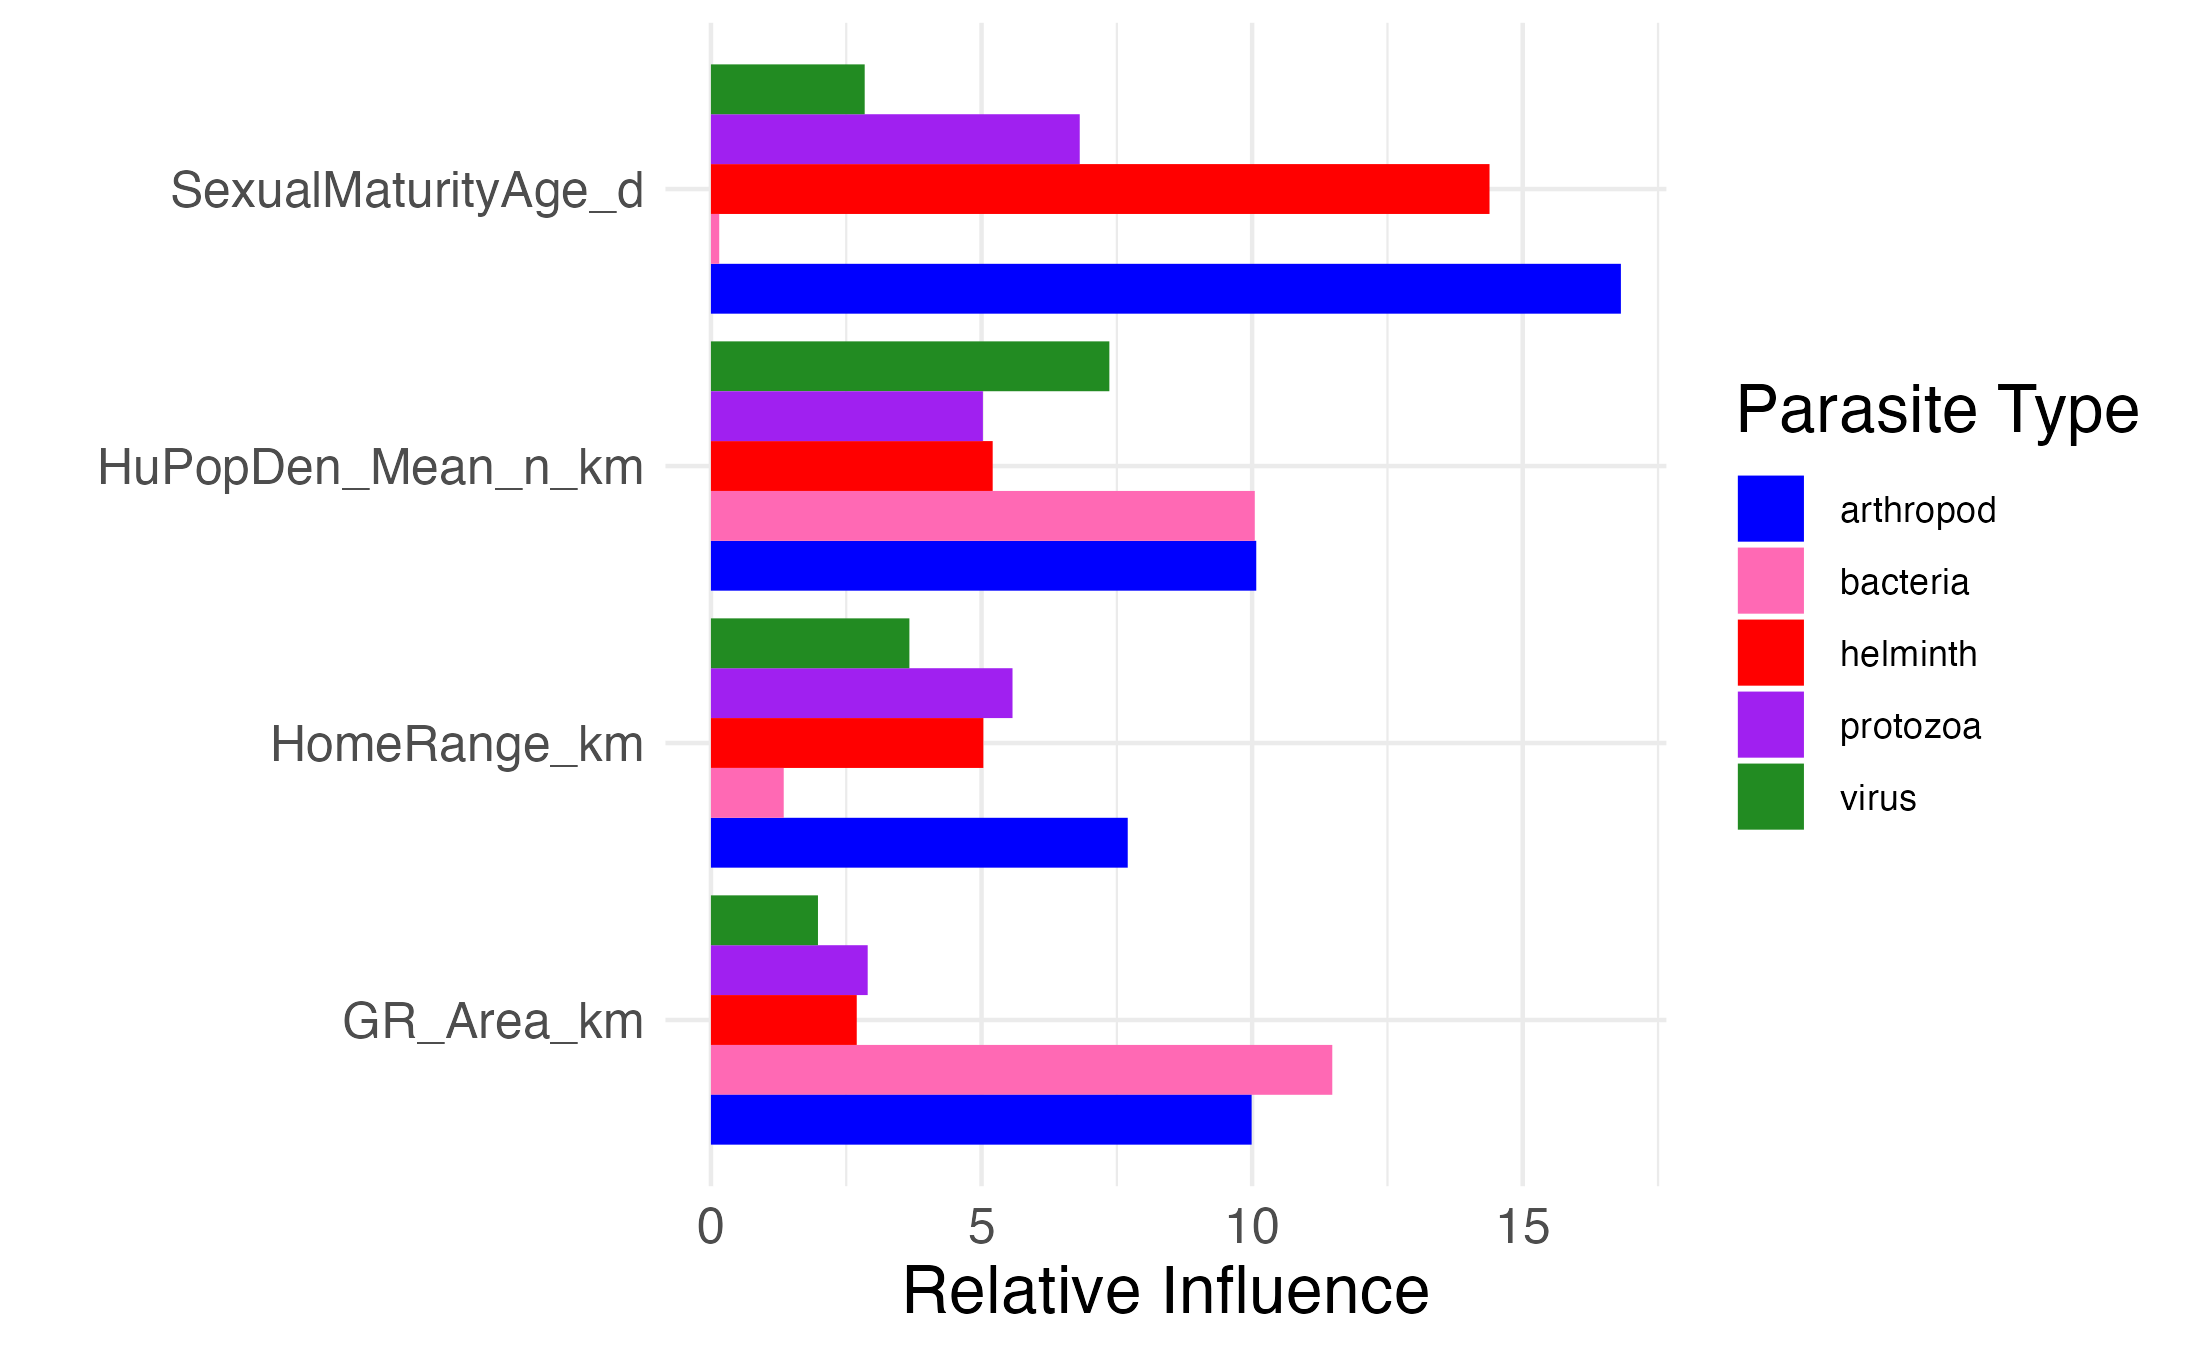 SexualMaturityAge_d
HuPopDen_Mean_n_km
HomeRange_km
GR_Area_km
0 5 10 15
Relative Influence
Parasite Type
arthropod
bacteria
helminth
protozoa
virus